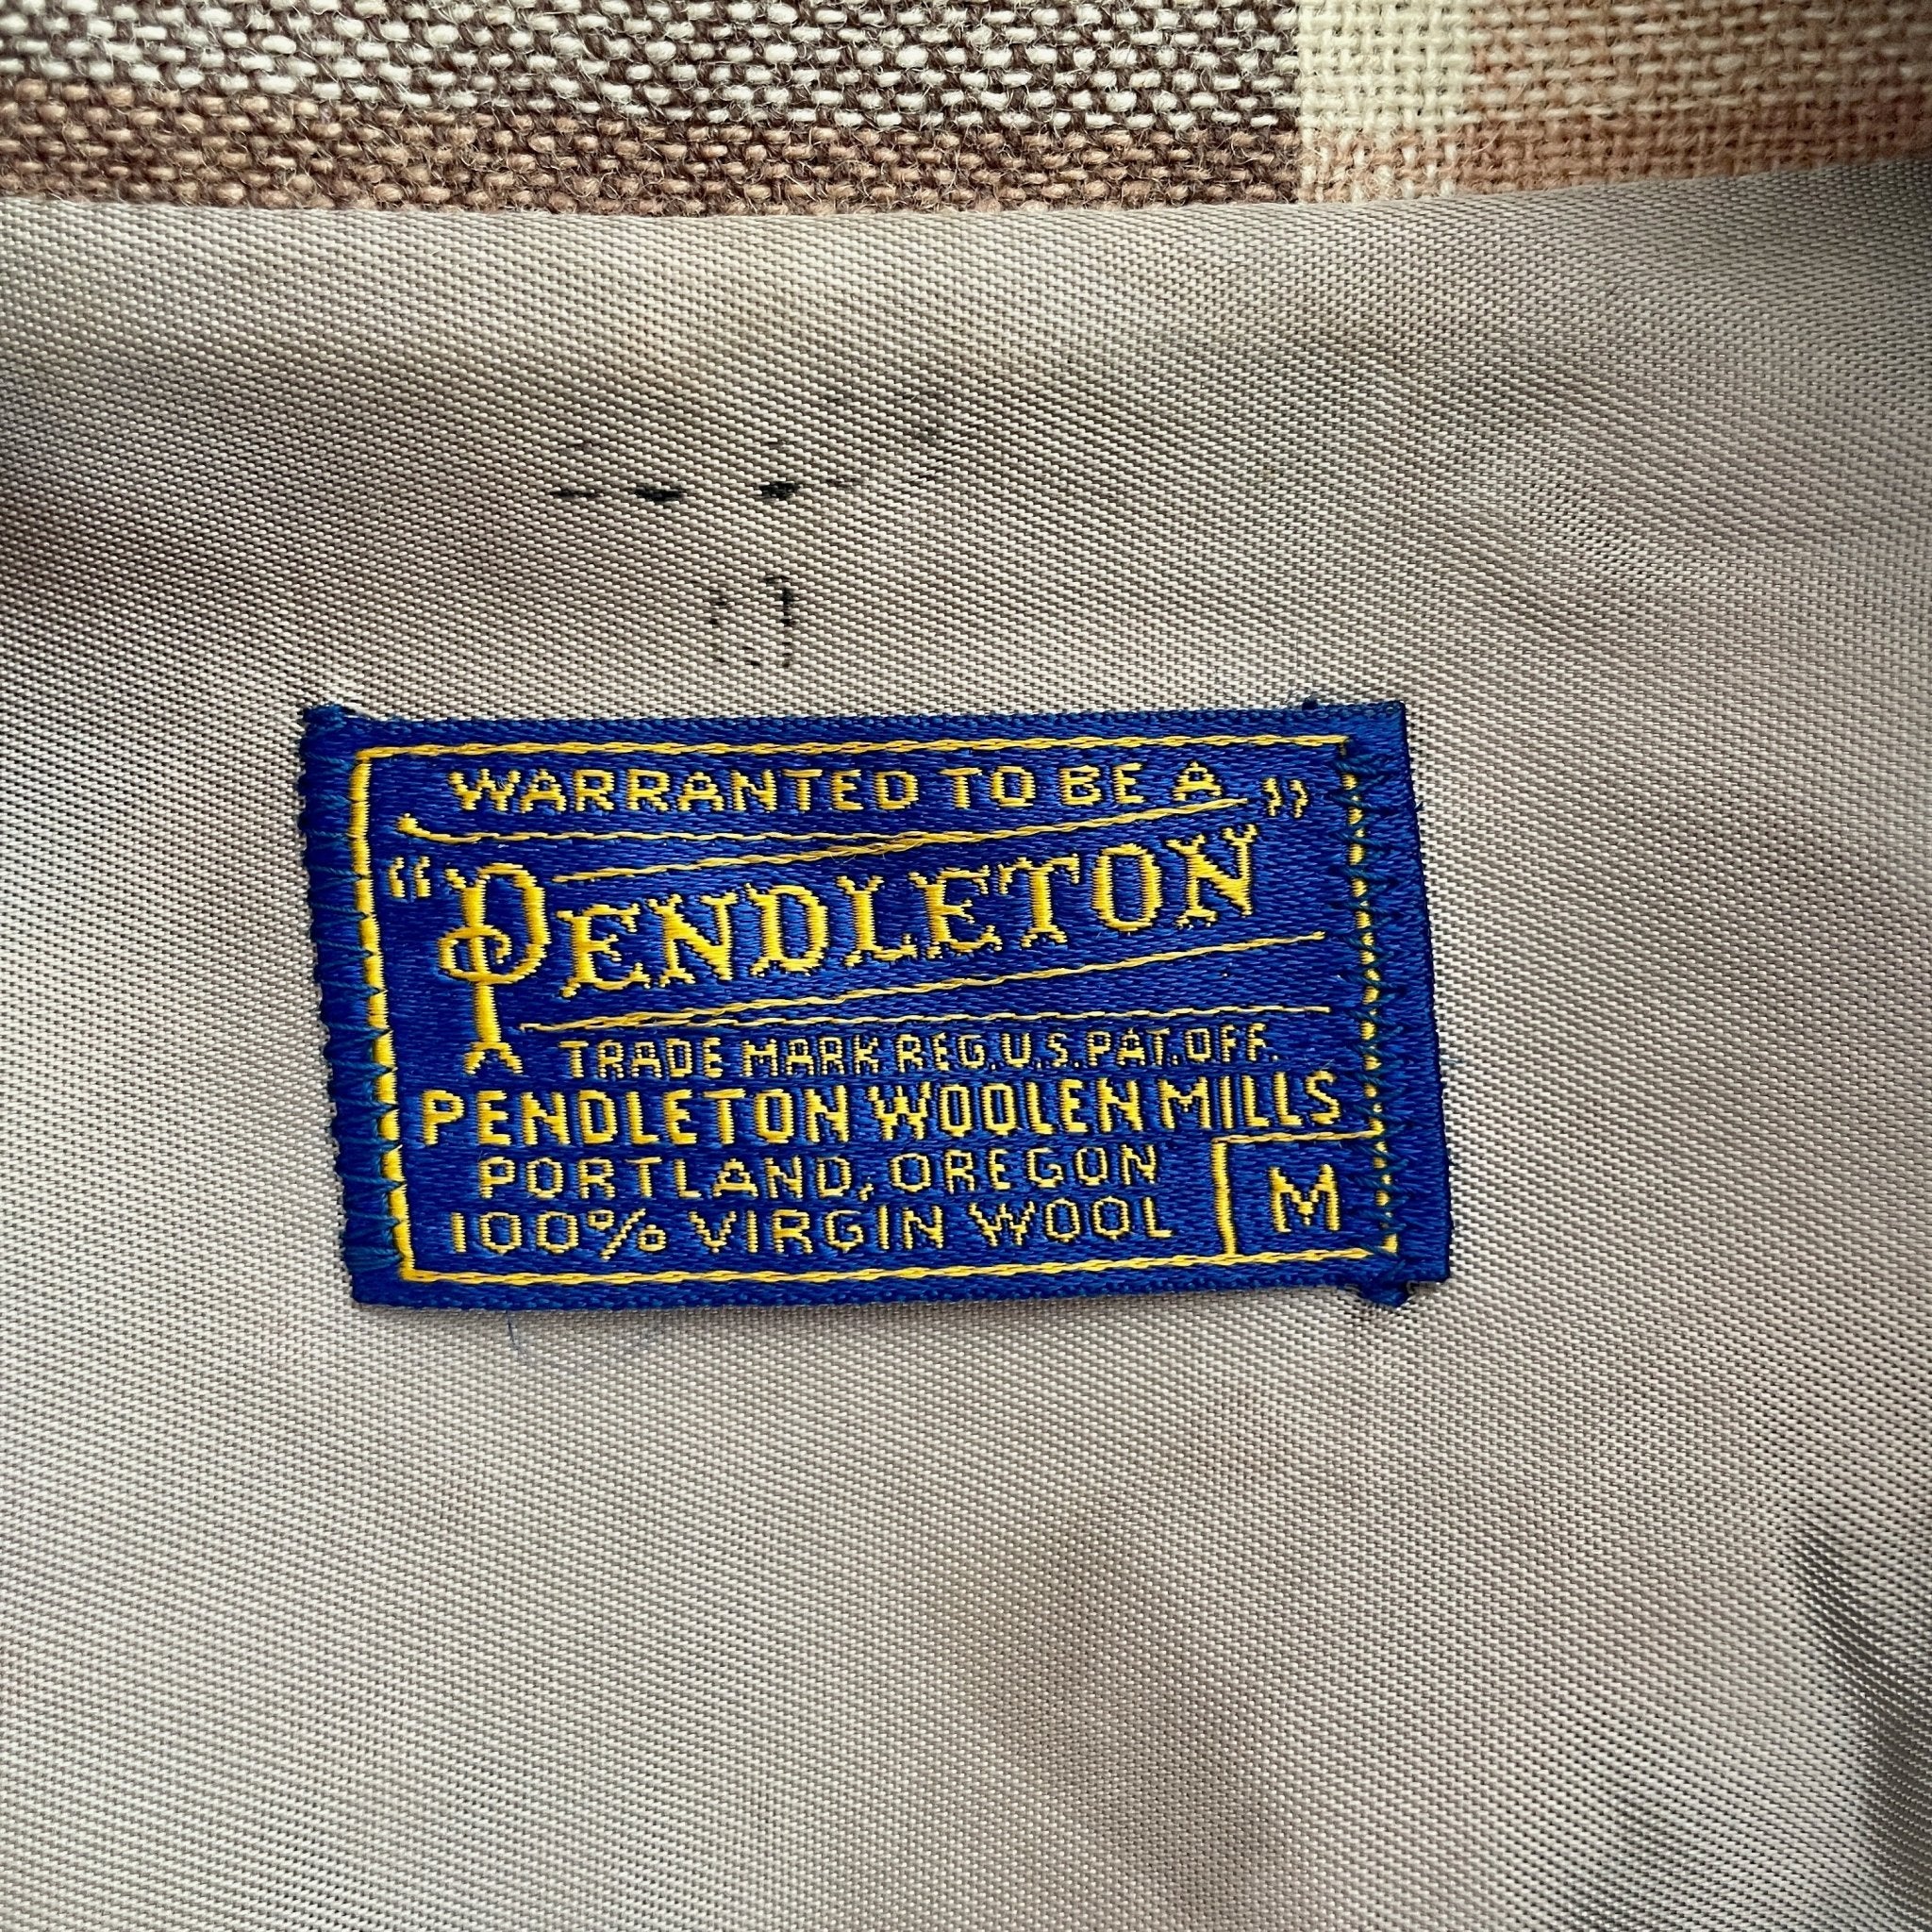 WARRANTED TO BE A
“PENDLETON”
TRADE MARK REG. U.S. PAT. OFF.
PENDLETON WOOLEN MILLS
PORTLAND, OREGON
100% VIRGIN WOOL
M